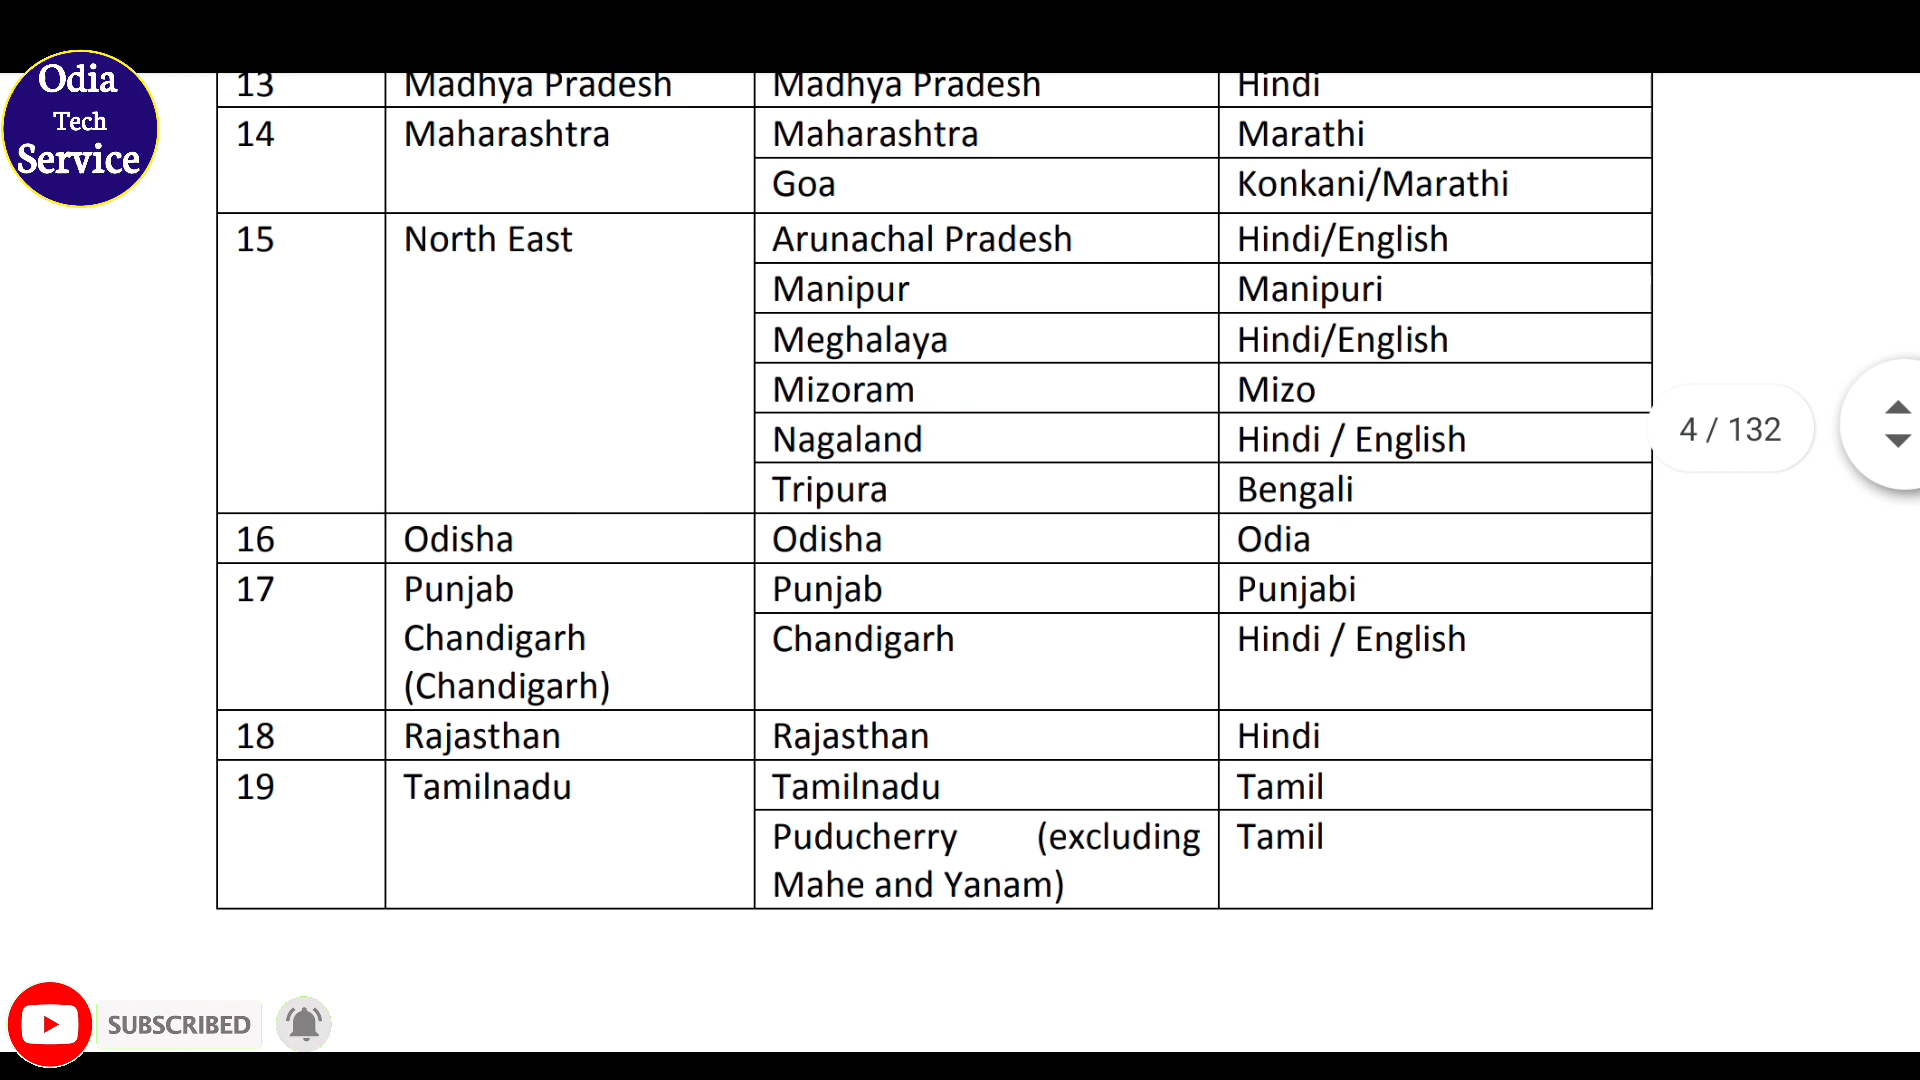 Odia
Tech
Service
13 Madhya Pradesh Madhya Pradesh Hindi
14 Maharashtra Maharashtra Marathi
Goa Konkani/Marathi
15 North East Arunachal Pradesh Hindi/English
Manipur Manipuri
Meghalaya Hindi/English
Mizoram Mizo
Nagaland Hindi / English
Tripura Bengali
16 Odisha Odisha Odia
17 Punjab Punjab Punjabi
Chandigarh Chandigarh Hindi / English
(Chandigarh)
18 Rajasthan Rajasthan Hindi
19 Tamilnadu Tamilnadu Tamil
Puducherry (excluding Tamil
Mahe and Yanam)
4 / 132
SUBSCRIBED